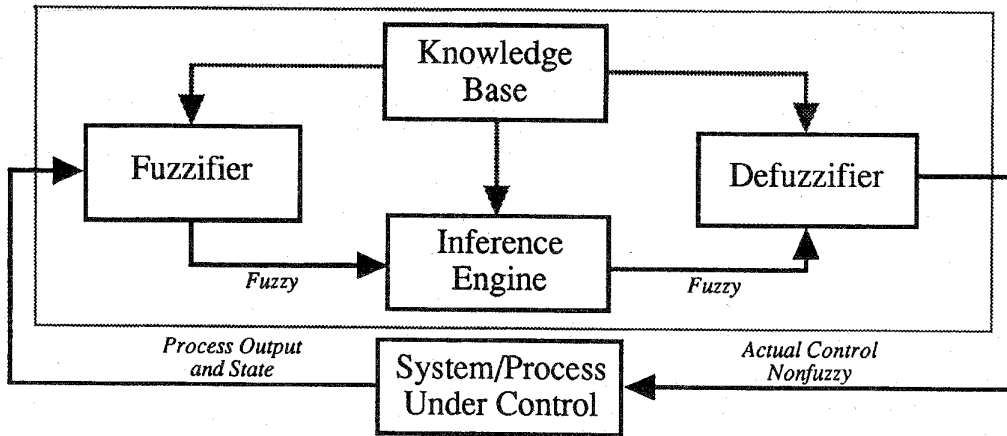 Knowledge
Base
Fuzzifier
Defuzzifier
Inference
Engine
Fuzzy
Fuzzy
Process Output
and State
System/Process
Under Control
Actual Control
Nonfuzzy